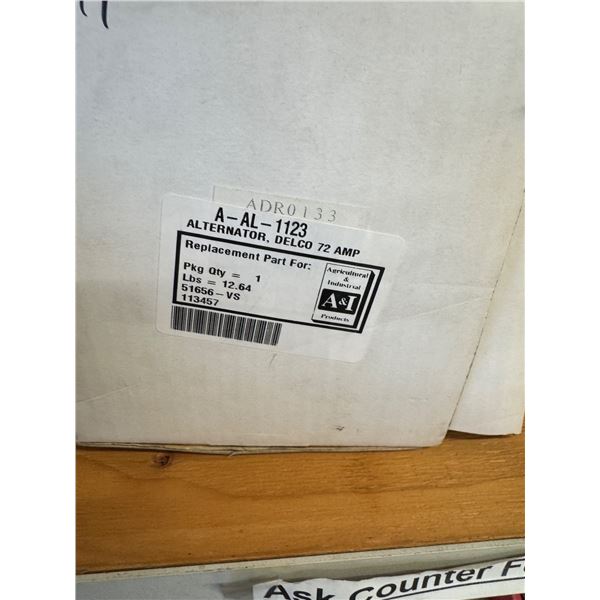 ADR0133
A-AL-1123
ALTERNATOR, DELCO 72 AMP
Replacement Part For:
Pkg Qty = 1
Lbs = 12.64
51656-VS
113457
Agricultural
&
Industrial
A&I
Products
Ask Counter